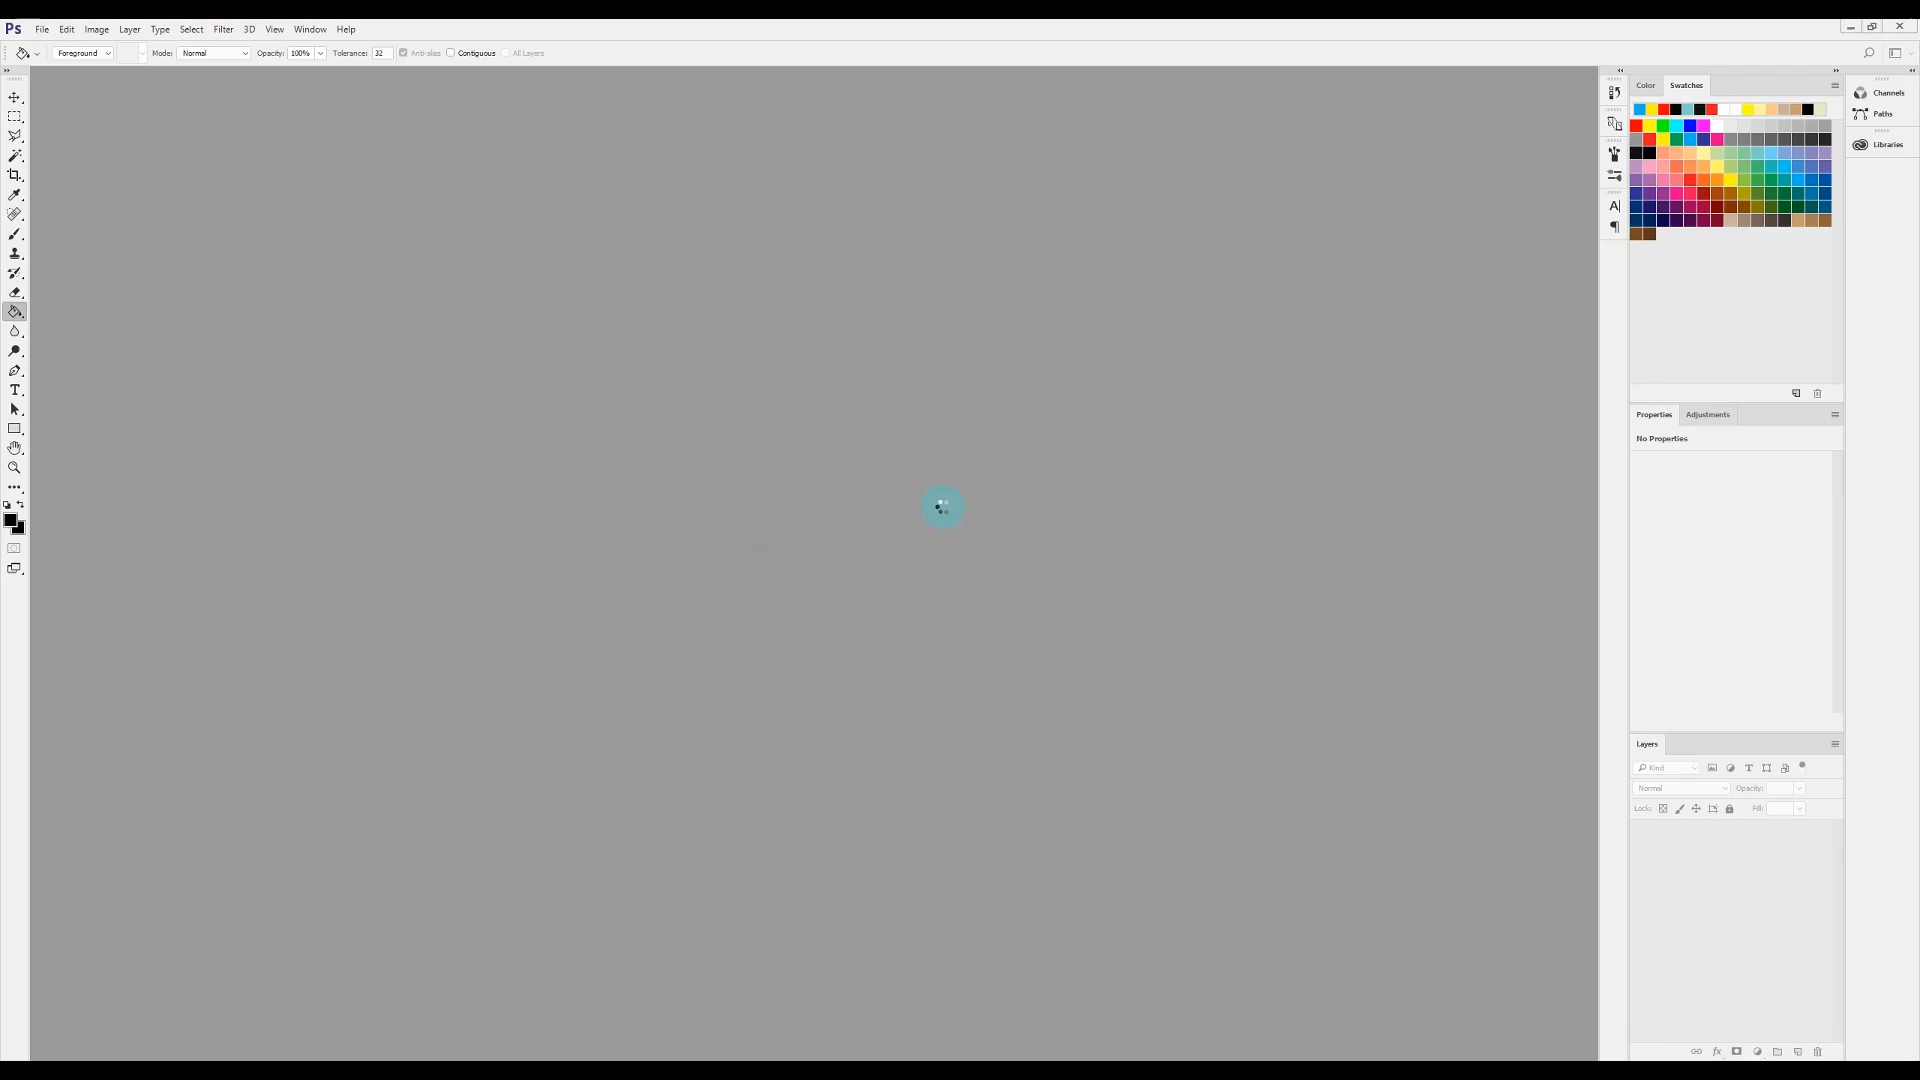 Ps File Edit Image Layer Type Select Filter 3D View Window Help
Foreground Mode: Normal Opacity: 100% Tolerance: 32 Anti-alias Contiguous All Layers
Color Swatches
Channels
Paths
Libraries
Properties Adjustments
No Properties
Layers
Kind
Normal Opacity:
Lock: Fill: